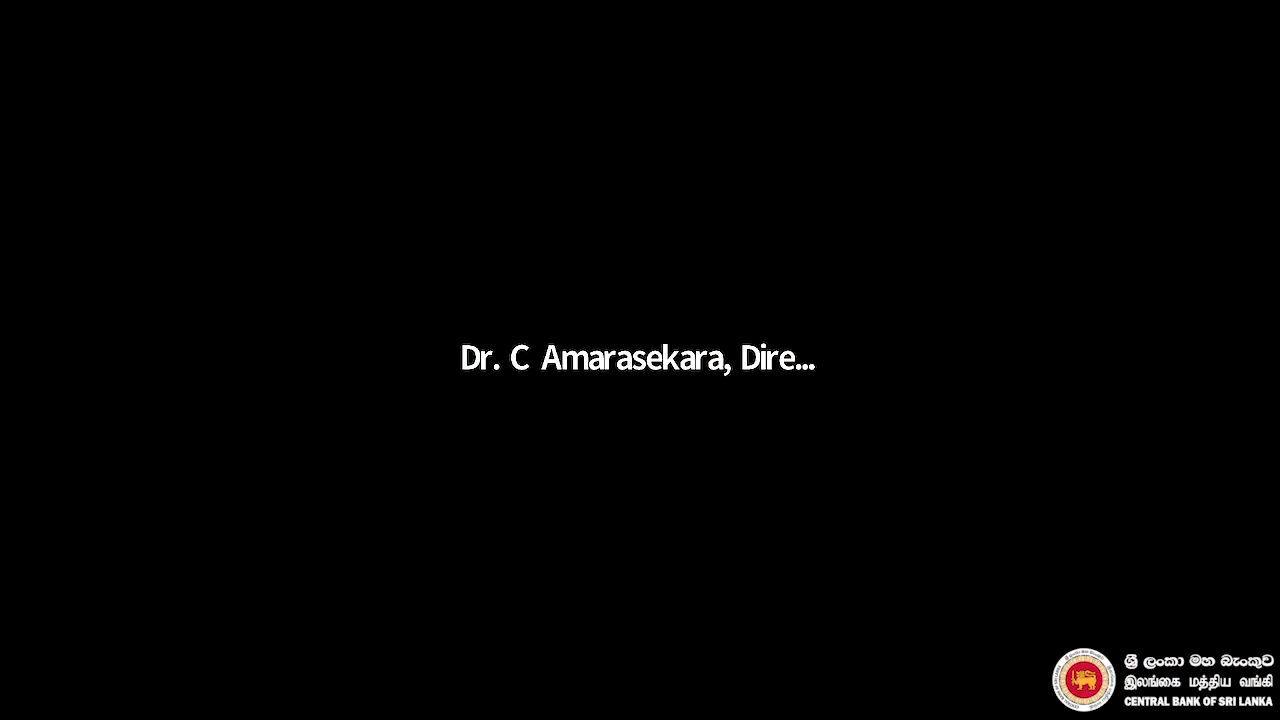 Dr. C Amarasekara, Dire...
ශ්‍රී ලංකා මහ බැංකුව
இலங்கை மத்திய வங்கி
CENTRAL BANK OF SRI LANKA